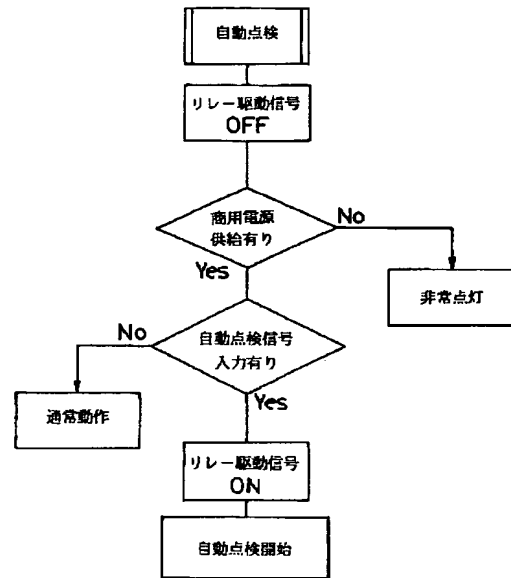 自動点検
リレー駆動信号
OFF
商用電源
供給有り
No
Yes
非常点灯
自動点検信号
入力有り
No
Yes
通常動作
リレー駆動信号
ON
自動点検開始